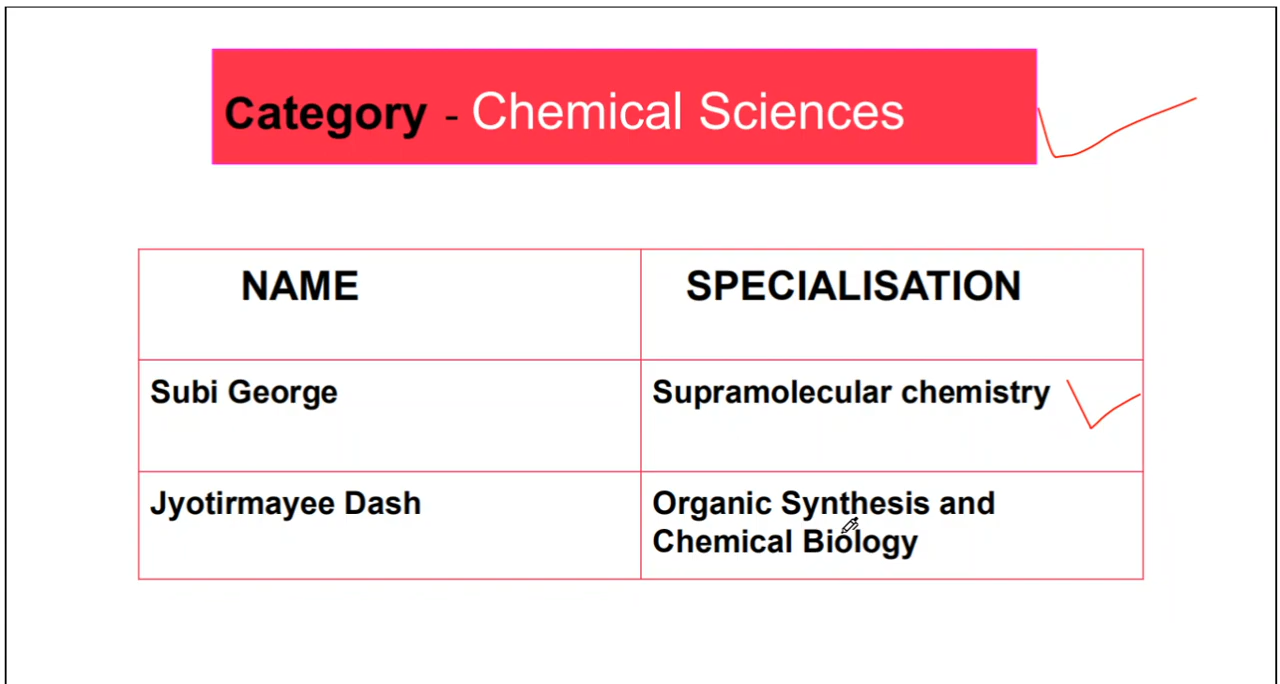 Category - Chemical Sciences
NAME
SPECIALISATION
Subi George
Supramolecular chemistry
Jyotirmayee Dash
Organic Synthesis and
Chemical Biology